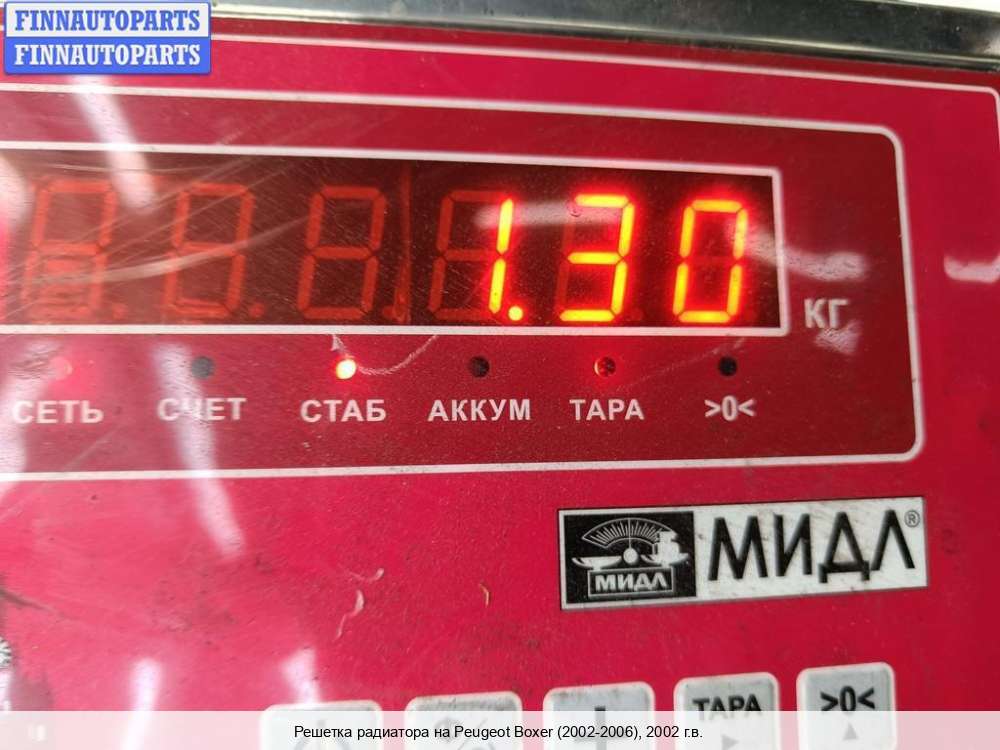 FINNAUTOPARTS
FINNAUTOPARTS
1.30
КГ
СЕТЬ СЧЕТ СТАБ АККУМ ТАРА >0<
МИДЛ МИДЛ®
ТАРА >0<
Решетка радиатора на Peugeot Boxer (2002-2006), 2002 г.в.